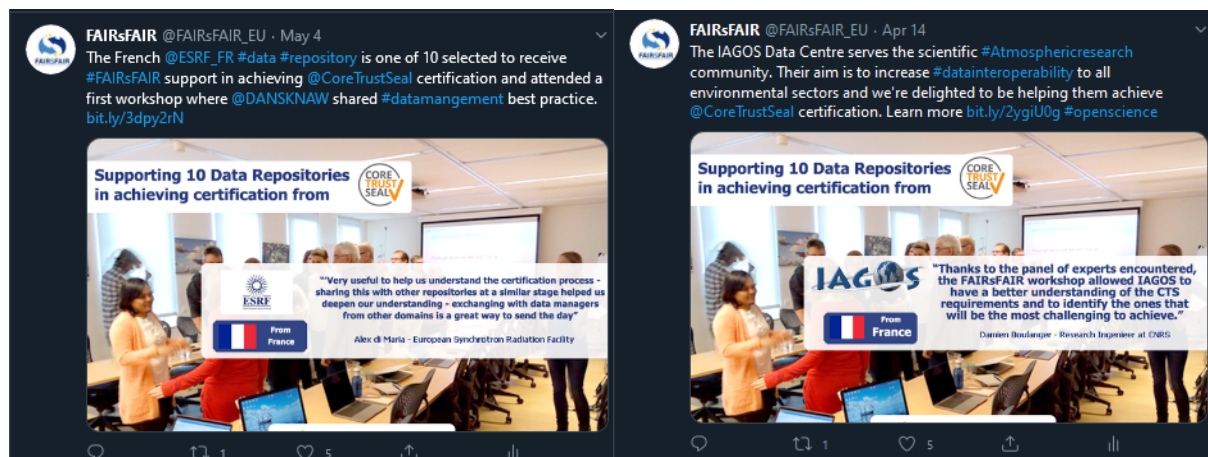 FAIRsFAIR @FAIRsFAIR_EU · May 4
The French @ESRF_FR #data #repository is one of 10 selected to receive
#FAIRsFAIR support in achieving @CoreTrustSeal certification and attended a
first workshop where @DANSKNAW shared #datamangement best practice.
bit.ly/3dpy2rN
Supporting 10 Data Repositories
in achieving certification from
CORE
TRUST
SEAL
ESRF
From
France
"'Very useful to help us understand the certification process -
sharing this with other repositories at a similar stage helped us
deepen our understanding - exchanging with data managers
from other domains is a great way to send the day”
Alex di Maria - European Synchrotron Radiation Facility
1
5
FAIRsFAIR @FAIRsFAIR_EU · Apr 14
The IAGOS Data Centre serves the scientific #Atmosphericresearch
community. Their aim is to increase #datainteroperability to all
environmental sectors and we're delighted to be helping them achieve
@CoreTrustSeal certification. Learn more bit.ly/2ygiU0g #openscience
Supporting 10 Data Repositories
in achieving certification from
CORE
TRUST
SEAL
IAGOS
From
France
“Thanks to the panel of experts encountered,
the FAIRsFAIR workshop allowed IAGOS to
have a better understanding of the CTS
requirements and to identify the ones that
will be the most challenging to achieve.”
Damien Boulanger - Research Ingenieer at CNRS
1
5